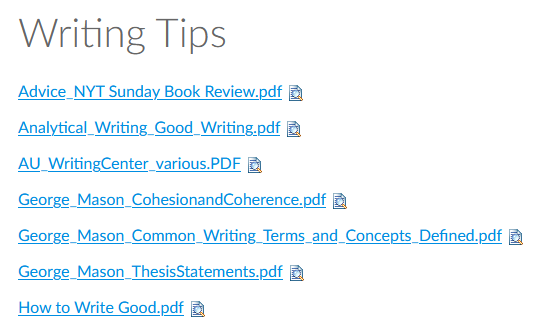 Writing Tips
Advice_NYT Sunday Book Review.pdf
Analytical_Writing_Good_Writing.pdf
AU_WritingCenter_various.PDF
George_Mason_CohesionandCoherence.pdf
George_Mason_Common_Writing_Terms_and_Concepts_Defined.pdf
George_Mason_ThesisStatements.pdf
How to Write Good.pdf